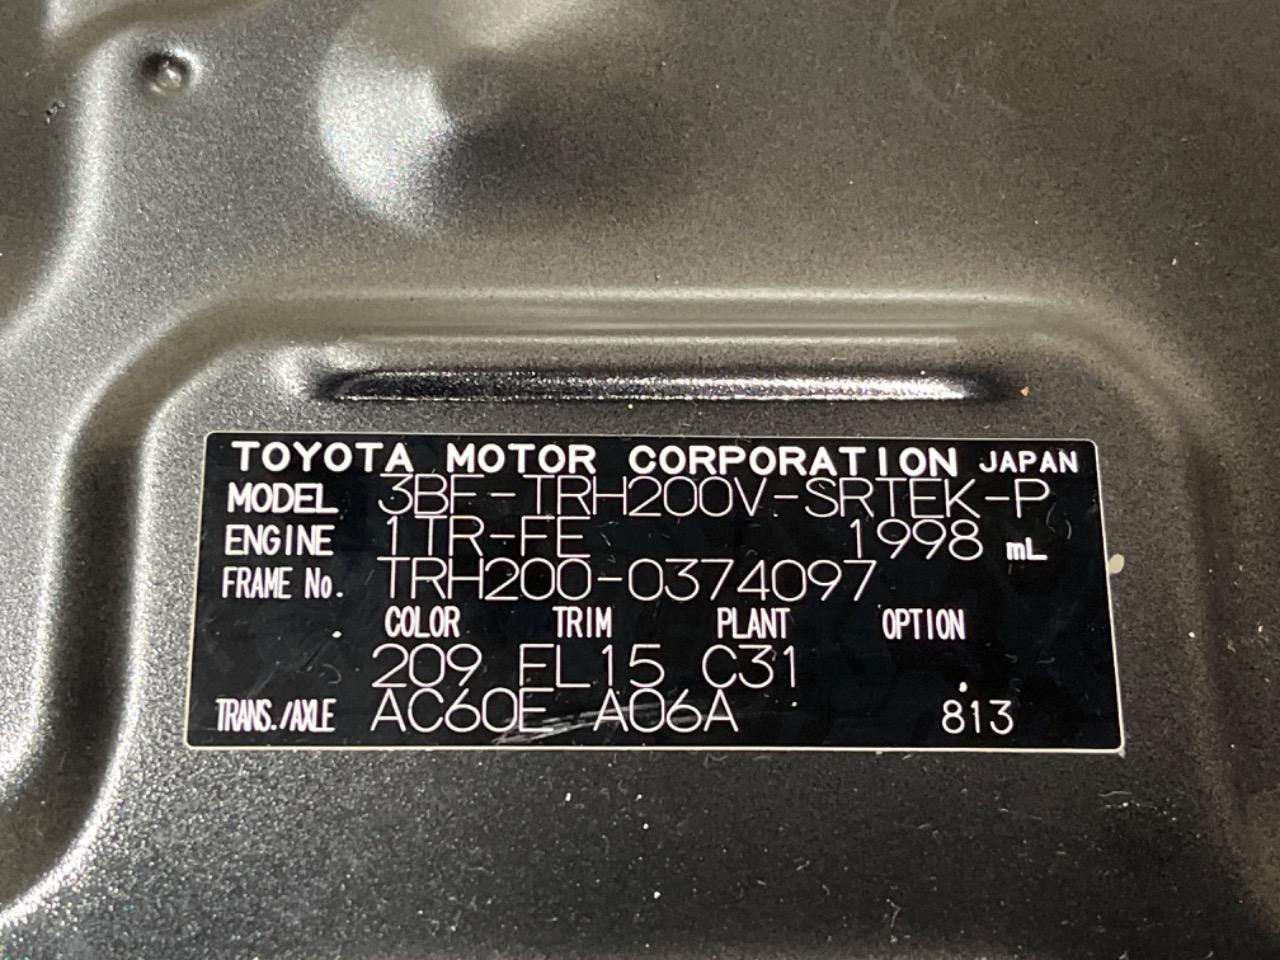 TOYOTA MOTOR CORPORATION JAPAN
MODEL 3BF-TRH200V-SRTEK-P
ENGINE 1TR-FE 1998 mL
FRAME No. TRH200-0374097
COLOR TRIM PLANT OPTION
209 FL15 C31
TRANS./AXLE AC60E A06A 813